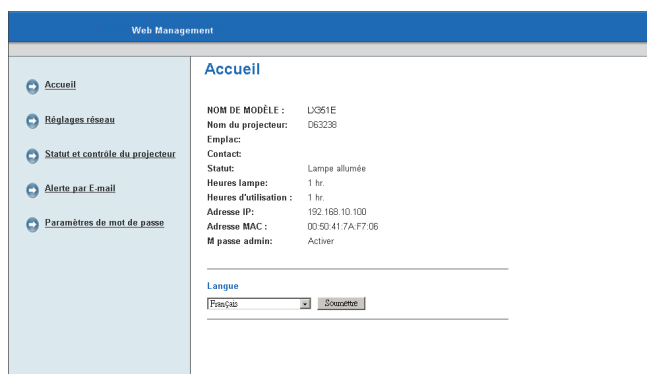 Web Management
Accueil
Réglages réseau
Statut et contrôle du projecteur
Alerte par E-mail
Paramètres de mot de passe
Accueil
NOM DE MODÈLE : LX351E
Nom du projecteur: D63238
Emplac:
Contact:
Statut: Lampe allumée
Heures lampe: 1 hr.
Heures d'utilisation : 1 hr.
Adresse IP: 192.168.10.100
Adresse MAC : 00:50:41:7A:F7:06
M passe admin: Activer
Langue
Français Soumettre